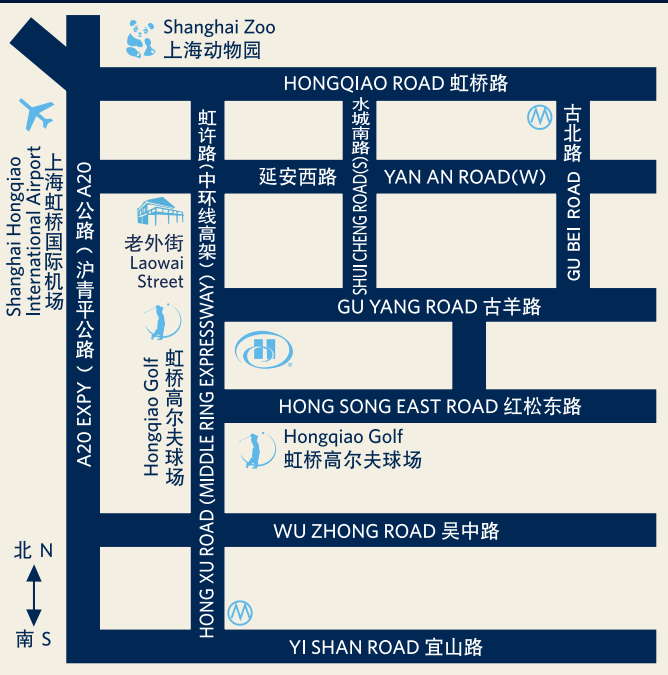 Shanghai Zoo
上海动物园
HONGQIAO ROAD 虹桥路
上海虹桥国际机场
Shanghai Hongqiao
International Airport
A20 EXPY ( 沪青平公路 ) A20 公路
虹许路)中环线高架)
HONG XU ROAD (MIDDLE RING EXPRESSWAY)
水城南路
SHUI CHENG ROAD(S)
M
古北路
GU BEI ROAD
延安西路 YAN AN ROAD(W)
老外街
Laowai
Street
GU YANG ROAD 古羊路
H
Hongqiao Golf
虹桥高尔夫球场
HONG SONG EAST ROAD 红松东路
Hongqiao Golf
虹桥高尔夫球场
WU ZHONG ROAD 吴中路
北 N
南 S
M
YI SHAN ROAD 宜山路